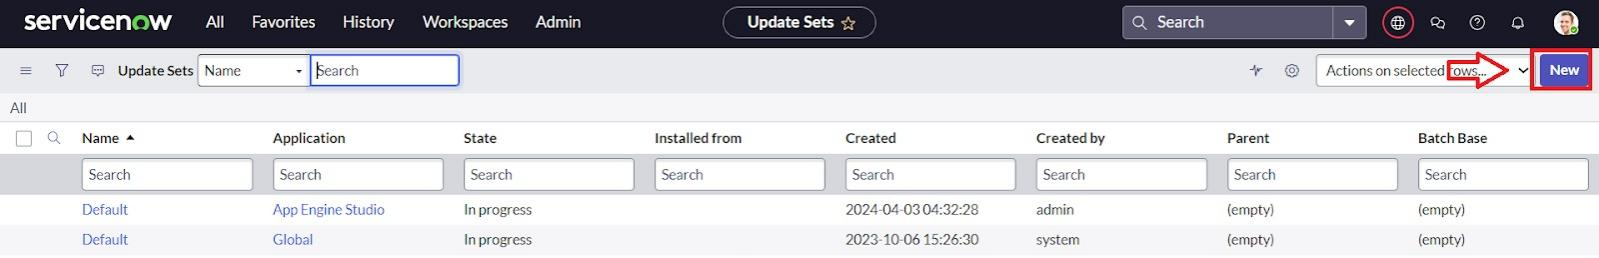 servicenow All Favorites History Workspaces Admin Update Sets Search
Update Sets Name Search Actions on selected rows... New
All
Name Application State Installed from Created Created by Parent Batch Base
Search Search Search Search Search Search Search Search
Default App Engine Studio In progress 2024-04-03 04:32:28 admin (empty) (empty)
Default Global In progress 2023-10-06 15:26:30 system (empty) (empty)